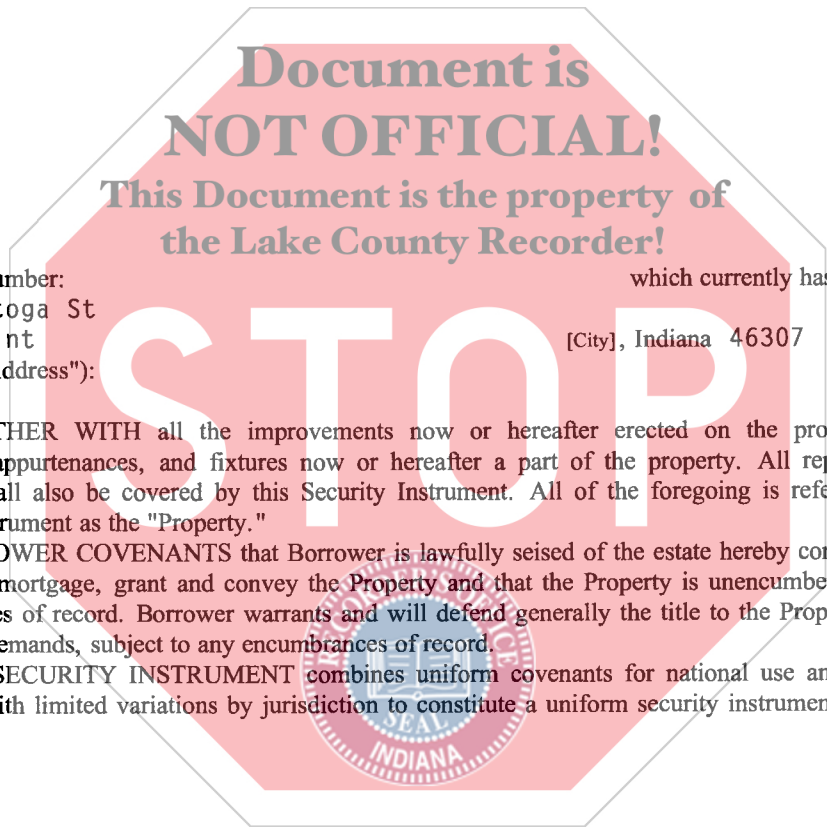 Document is
NOT OFFICIAL!
This Document is the property of
the Lake County Recorder!
umber: which currently has
toga St
nt [City], Indiana 46307
ddress"):
STOP
THER WITH all the improvements now or hereafter erected on the pro
appurtenances, and fixtures now or hereafter a part of the property. All rep
all also be covered by this Security Instrument. All of the foregoing is refe
rument as the "Property."
OWER COVENANTS that Borrower is lawfully seised of the estate hereby con
mortgage, grant and convey the Property and that the Property is unencumbe
es of record. Borrower warrants and will defend generally the title to the Prop
emands, subject to any encumbrances of record.
SECURITY INSTRUMENT combines uniform covenants for national use an
ith limited variations by jurisdiction to constitute a uniform security instrumen
RECORDER'S OFFICE
SEAL
INDIANA